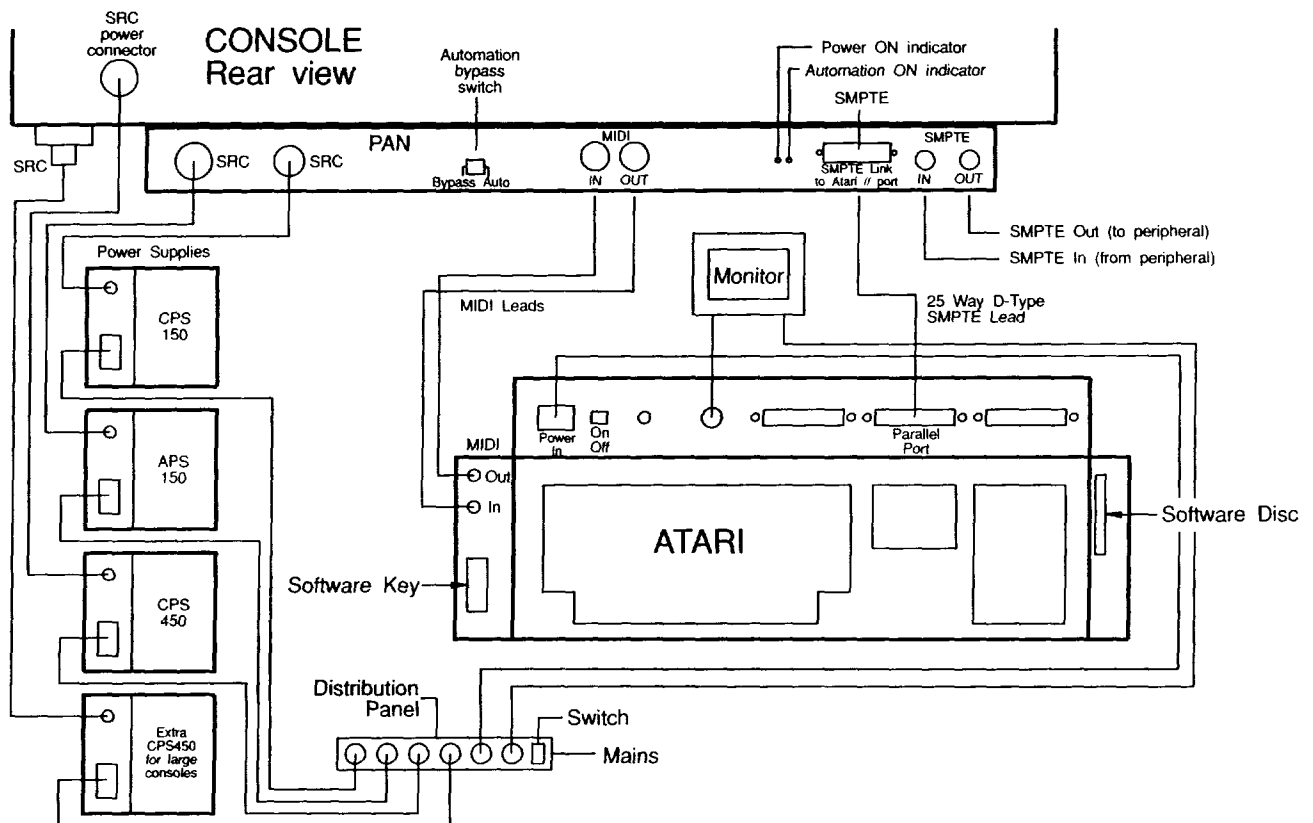 SRC
power
connector
CONSOLE
Rear view
Automation
bypass
switch
Power ON indicator
Automation ON indicator
SMPTE
SRC
SRC
SRC
PAN
Bypass Auto
MIDI
IN OUT
SMPTE Link
to Atari // port
SMPTE
IN OUT
SMPTE Out (to peripheral)
SMPTE In (from peripheral)
Power Supplies
CPS
150
APS
150
CPS
450
Extra
CPS450
for large
consoles
MIDI Leads
Monitor
25 Way D-Type
SMPTE Lead
Power
In
On
Off
Parallel
Port
MIDI
Out
In
ATARI
Software Key
Software Disc
Distribution
Panel
Switch
Mains